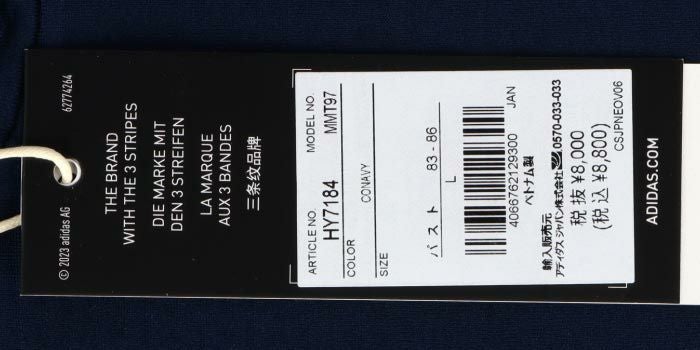 62774264
THE BRAND
WITH THE 3 STRIPES
DIE MARKE MIT
DEN 3 STREIFEN
LA MARQUE
AUX 3 BANDES
三条纹品牌
© 2023 adidas AG
ARTICLE NO. MODEL NO.
HY7184 MMT97
COLOR
CONAVY
SIZE
バスト 83 - 86
L
JAN
4066762129300
ベトナム製
輸入販売元
アディダス ジャパン株式会社 0570-033-033
税 抜 ¥8,000
(税 込 ¥8,800)
CSJPNEOV06
ADIDAS.COM